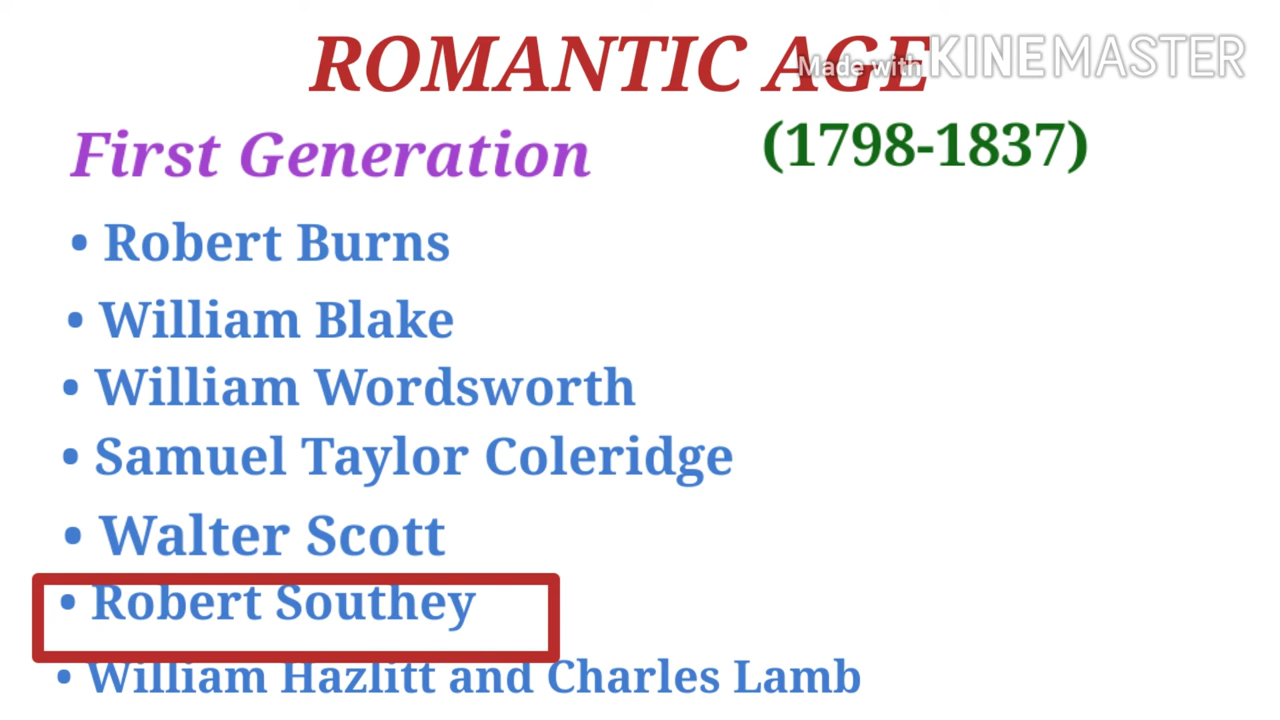 ROMANTIC AGE
Made with KINEMASTER
First Generation
(1798-1837)
• Robert Burns
• William Blake
• William Wordsworth
• Samuel Taylor Coleridge
• Walter Scott
• Robert Southey
• William Hazlitt and Charles Lamb